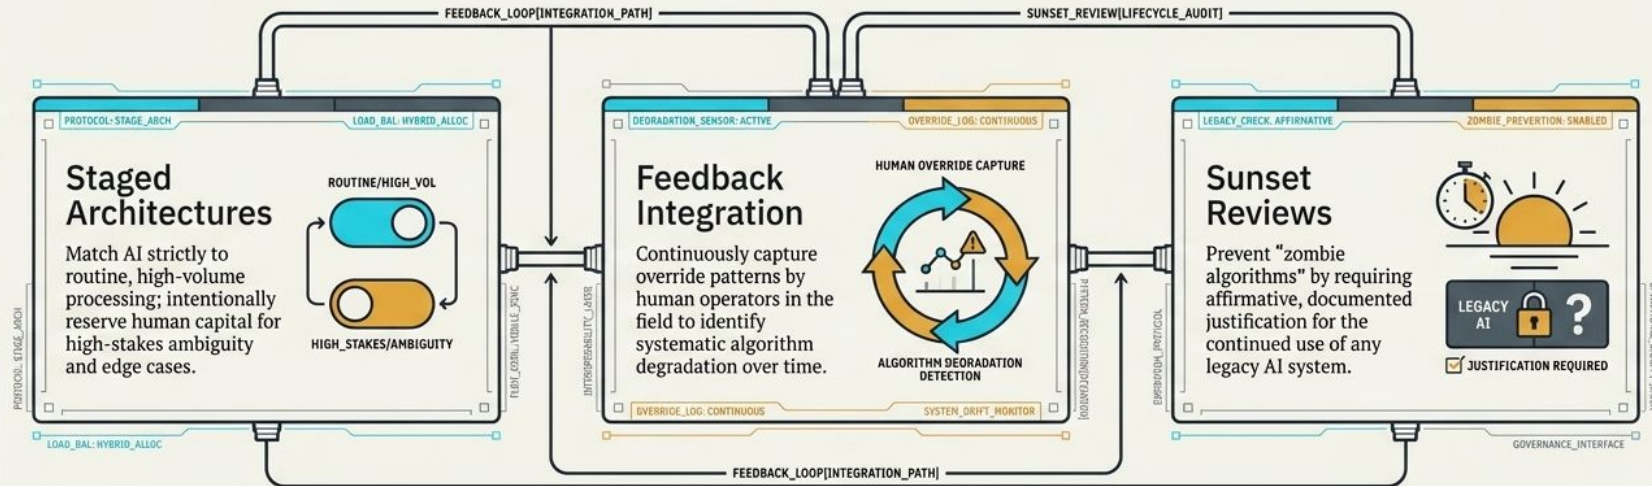 FEEDBACK_LOOP[INTEGRATION_PATH]
SUNSET_REVIEW[LIFECYCLE_AUDIT]
PROTOCOL: STAGE_ARCH
LOAD_BAL: HYBRID_ALLOC
Staged
Architectures
Match AI strictly to
routine, high-volume
processing; intentionally
reserve human capital for
high-stakes ambiguity
and edge cases.
ROUTINE/HIGH_VOL
HIGH_STAKES/AMBIGUITY
LOAD_BAL: HYBRID_ALLOC
DEDRADATION_SENSOR: ACTIVE
OVERRIDE_LOG: CONTINUOUS
Feedback
Integration
Continuously capture
override patterns by
human operators in the
field to identify
systematic algorithm
degradation over time.
HUMAN OVERRIDE CAPTURE
ALGORITHM DEGRADATION
DETECTION
OVERRIDE_LOG: CONTINUOUS
SYSTEM_DRIFT_MONITOR
LEGACY_CRECK. AFFIRMATIVE
ZOMBIE_PREVERTION: SNABLED
Sunset
Reviews
Prevent “zombie
algorithms” by requiring
affirmative, documented
justification for the
continued use of any
legacy AI system.
LEGACY
AI
?
JUSTIFICATION REQUIRED
GOVERNANCE_INTERFACE
FEEDBACK_LOOP[INTEGRATION_PATH]